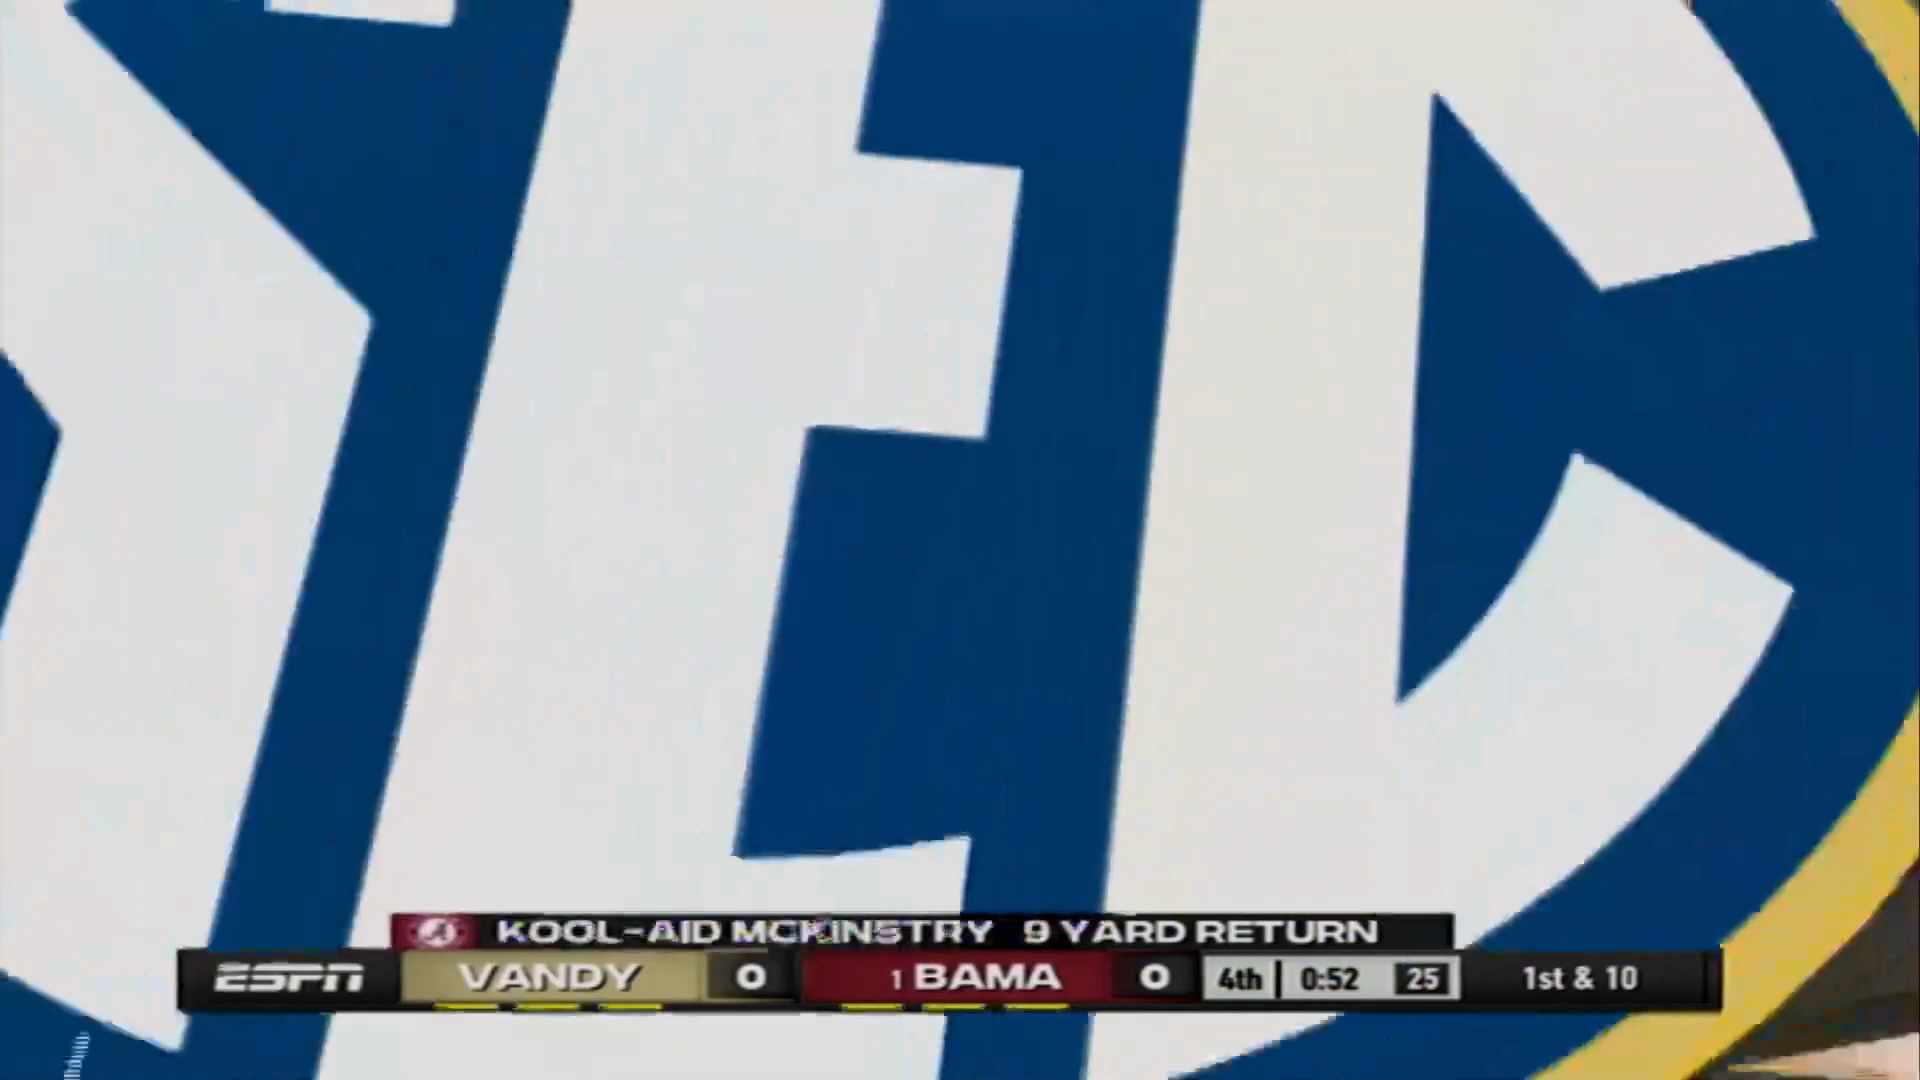 SEC
KOOL-AID MCKINSTRY 9 YARD RETURN
ESPN VANDY 0 1 BAMA 0 4th 0:52 25 1st & 10